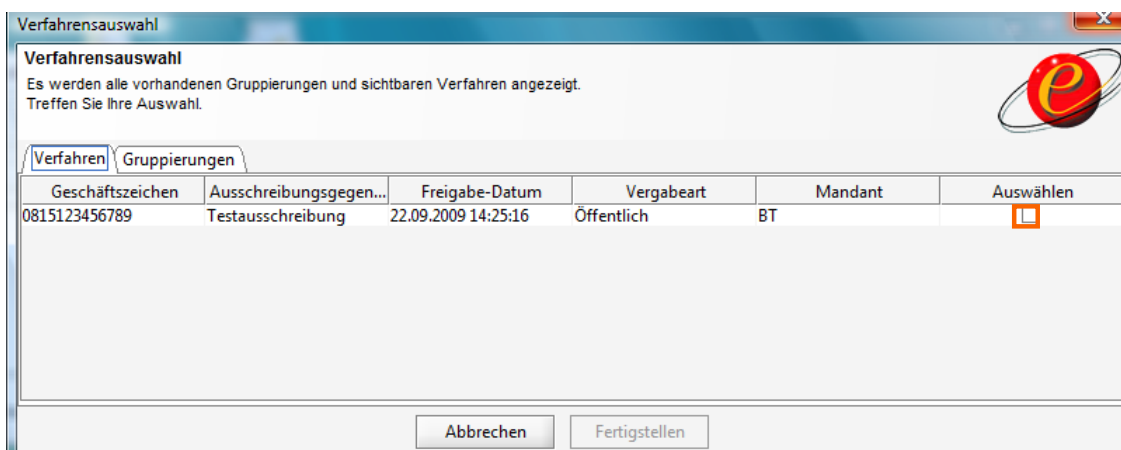 Verfahrensauswahl
Verfahrensauswahl
Es werden alle vorhandenen Gruppierungen und sichtbaren Verfahren angezeigt.
Treffen Sie Ihre Auswahl.
e
Verfahren Gruppierungen
Geschäftszeichen Ausschreibungsgegen... Freigabe-Datum Vergabeart Mandant Auswählen
0815123456789 Testausschreibung 22.09.2009 14:25:16 Öffentlich BT
Abbrechen Fertigstellen